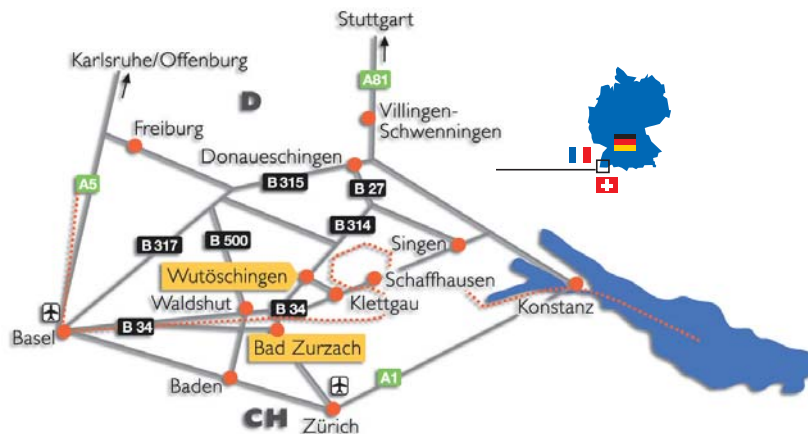 Stuttgart
Karlsruhe/Offenburg
A81
D
Villingen-
Schwenningen
Freiburg
Donaueschingen
A5
B 315
B 27
B 314
B 317
B 500
Singen
Wutöschingen
Schaffhausen
Waldshut
Klettgau
Konstanz
B 34
B 34
Basel
Bad Zurzach
Baden
A1
CH
Zürich